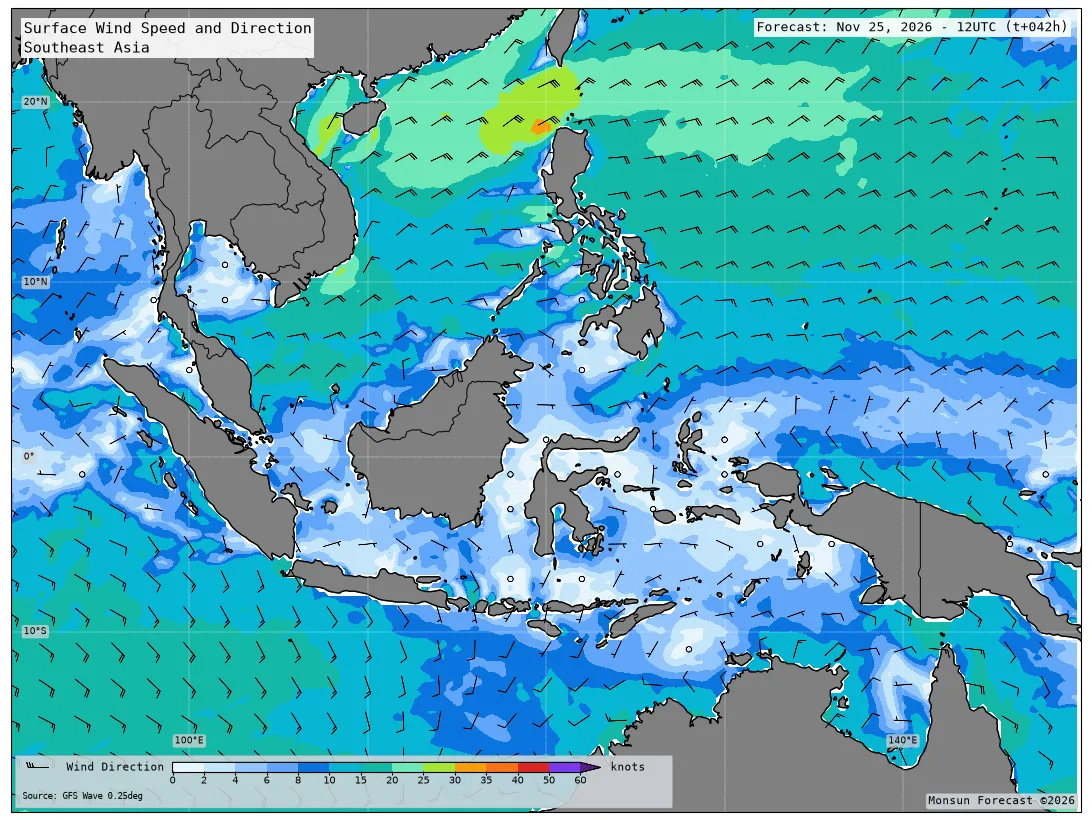 Surface Wind Speed and Direction
Southeast Asia
Forecast: Nov 25, 2026 - 12UTC (t+042h)
20°N
10°N
0°
10°S
100°E
140°E
Wind Direction
knots
0 2 4 6 8 10 15 20 25 30 35 40 50 60
Source: GFS Wave 0.25deg
Monsun Forecast ©2026